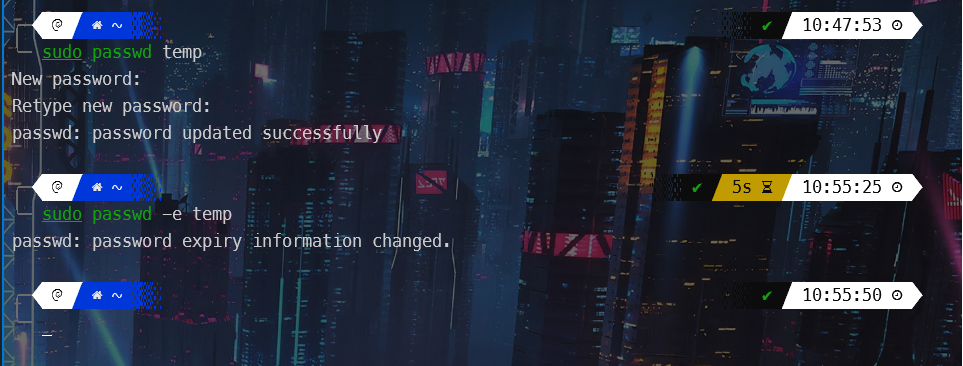 ~
10:47:53
sudo passwd temp
New password:
Retype new password:
passwd: password updated successfully
~
5s
10:55:25
sudo passwd -e temp
passwd: password expiry information changed.
~
10:55:50